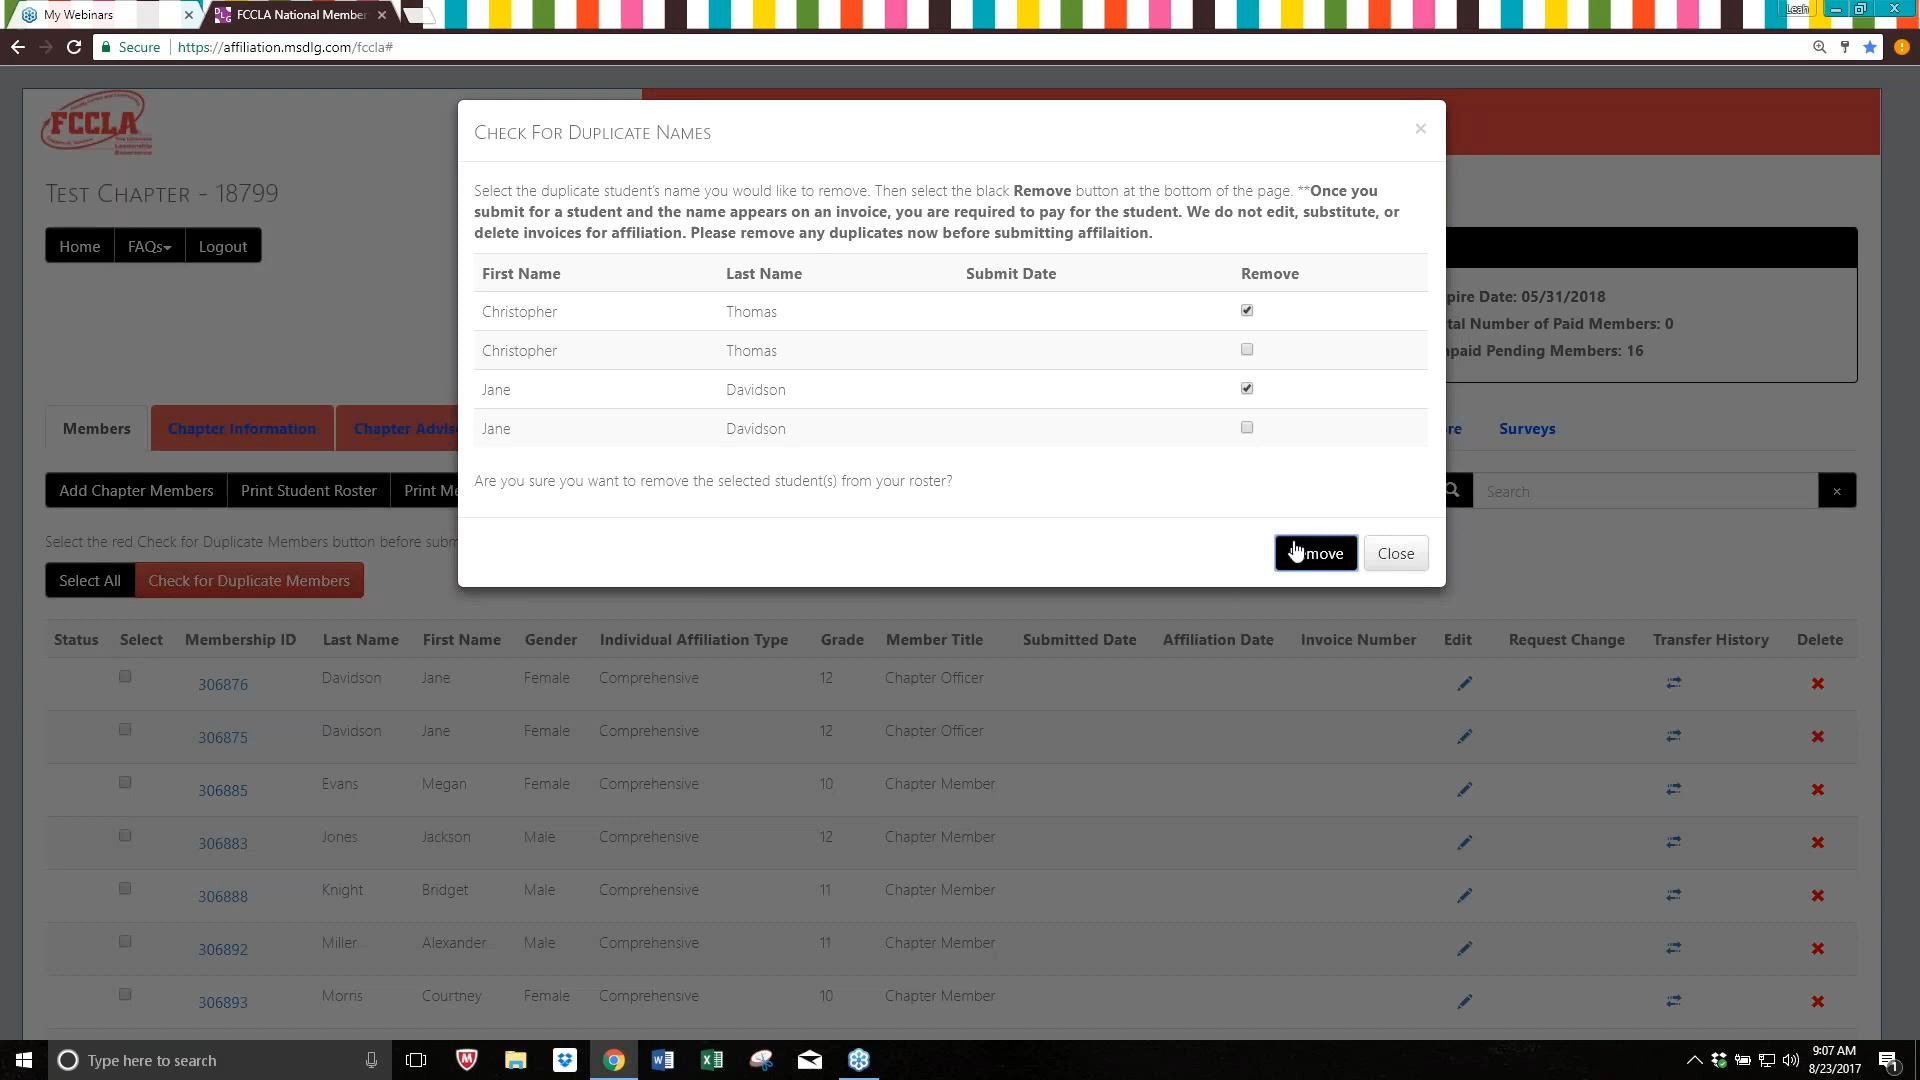 My Webinars
FCCLA National Member
Leah
Secure
https://affiliation.msdlg.com/fccla#
FCCLA
TEST CHAPTER - 18799
Home
FAQs
Logout
CHECK FOR DUPLICATE NAMES
×
Select the duplicate student's name you would like to remove. Then select the black Remove button at the bottom of the page. **Once you
submit for a student and the name appears on an invoice, you are required to pay for the student. We do not edit, substitute, or
delete invoices for affiliation. Please remove any duplicates now before submitting affilaition.
First Name Last Name Submit Date Remove
Christopher Thomas
Christopher Thomas
Jane Davidson
Jane Davidson
Are you sure you want to remove the selected student(s) from your roster?
Close
pire Date: 05/31/2018
tal Number of Paid Members: 0
paid Pending Members: 16
Members
Chapter Information
Chapter Advis
re
Surveys
Add Chapter Members
Print Student Roster
Print Me
Search
×
Select the red Check for Duplicate Members button before subm
Select All
Check for Duplicate Members
Status Select Membership ID Last Name First Name Gender Individual Affiliation Type Grade Member Title Submitted Date Affiliation Date Invoice Number Edit Request Change Transfer History Delete
306876 Davidson Jane Female Comprehensive 12 Chapter Officer
306875 Davidson Jane Female Comprehensive 12 Chapter Officer
306885 Evans Megan Female Comprehensive 10 Chapter Member
306883 Jones Jackson Male Comprehensive 12 Chapter Member
306888 Knight Bridget Male Comprehensive 11 Chapter Member
306892 Miller Alexander Male Comprehensive 11 Chapter Member
306893 Morris Courtney Female Comprehensive 10 Chapter Member
Type here to search
9:07 AM
8/23/2017
1